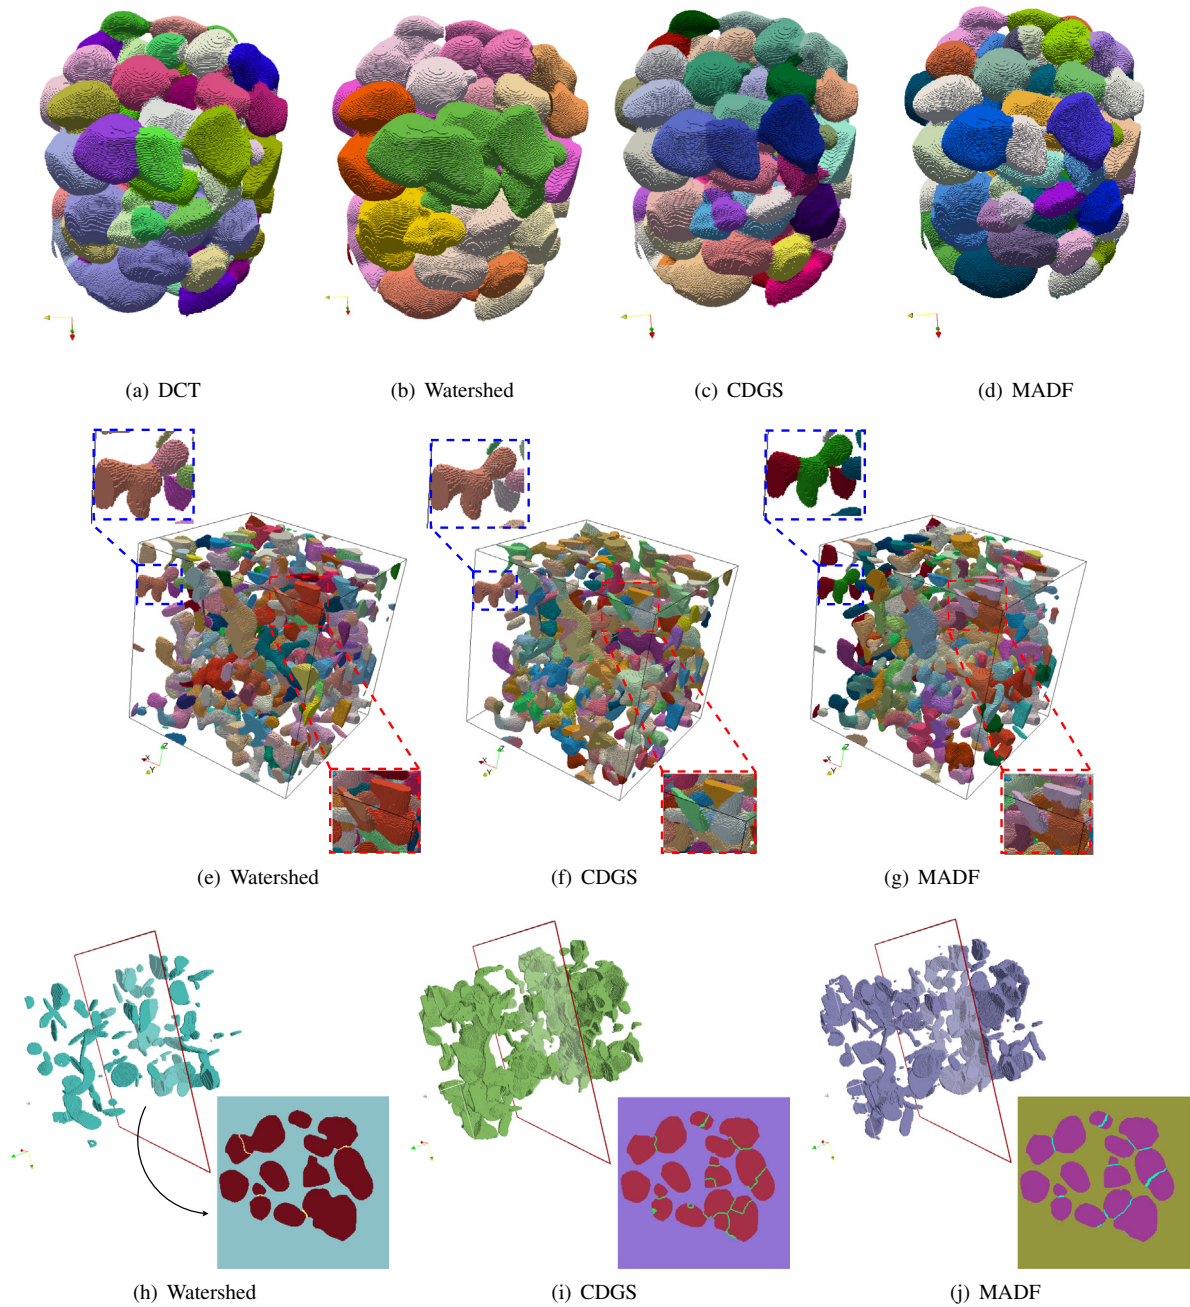 (a) DCT
(b) Watershed
(c) CDGS
(d) MADF
(e) Watershed
(f) CDGS
(g) MADF
(h) Watershed
(i) CDGS
(j) MADF